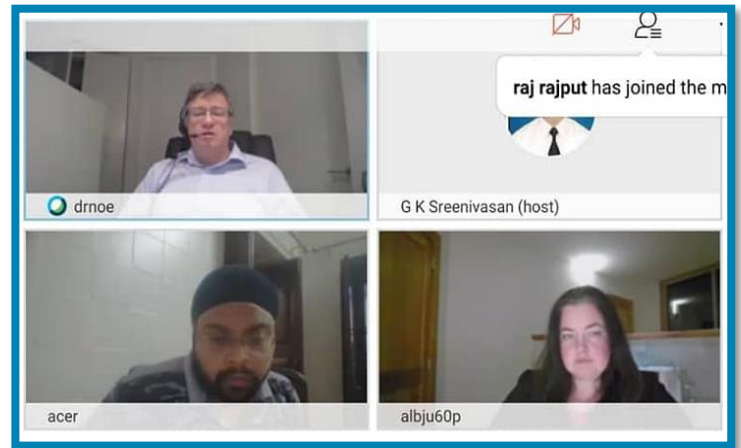 raj rajput has joined the m
drnoe
G K Sreenivasan (host)
acer
albju60p